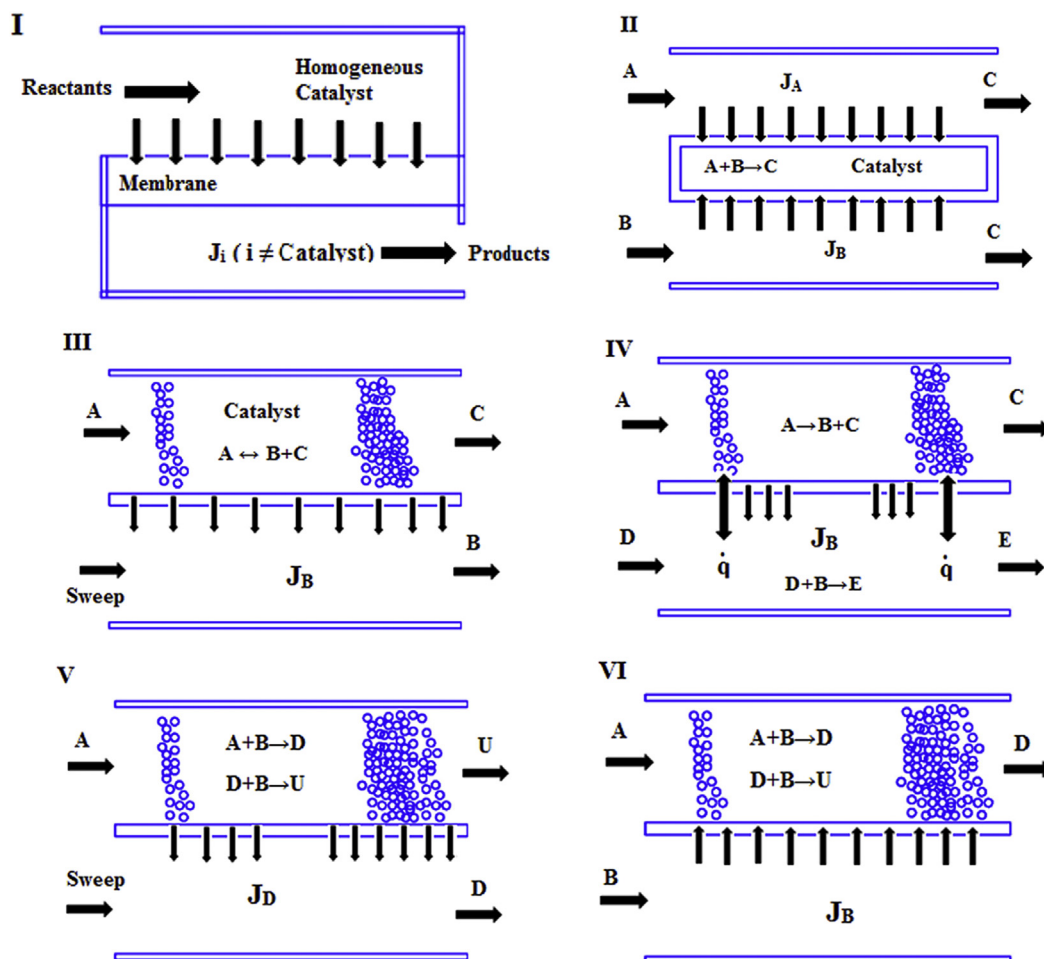 I
Reactants
Homogeneous
Catalyst
Membrane
Jᵢ ( i ≠ Catalyst)
Products
II
A
J_A
C
A+B→C
Catalyst
B
J_B
C
III
A
Catalyst
A ↔ B+C
C
Sweep
J_B
B
IV
A
A→B+C
C
D
q̇
J_B
q̇
E
D+B→E
V
A
A+B→D
D+B→U
U
Sweep
J_D
D
VI
A
A+B→D
D+B→U
D
B
J_B